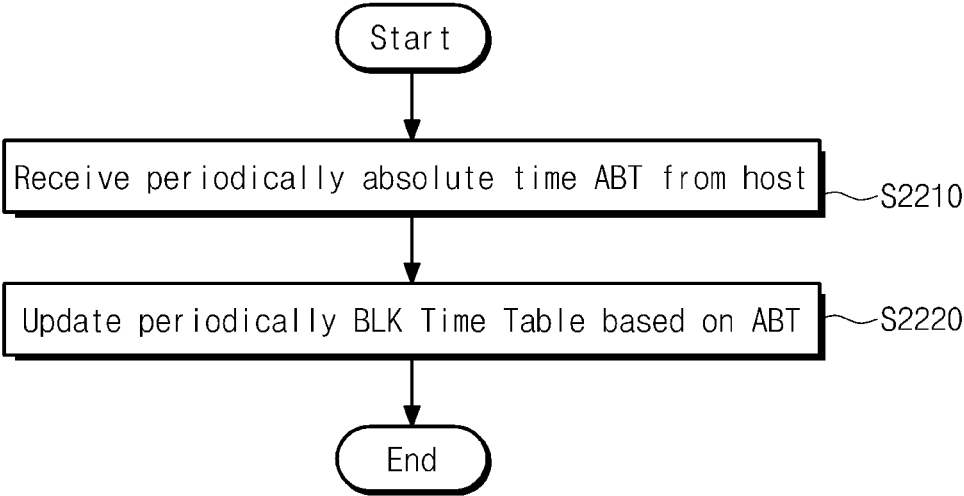 Start
Receive periodically absolute time ABT from host
S2210
Update periodically BLK Time Table based on ABT
S2220
End